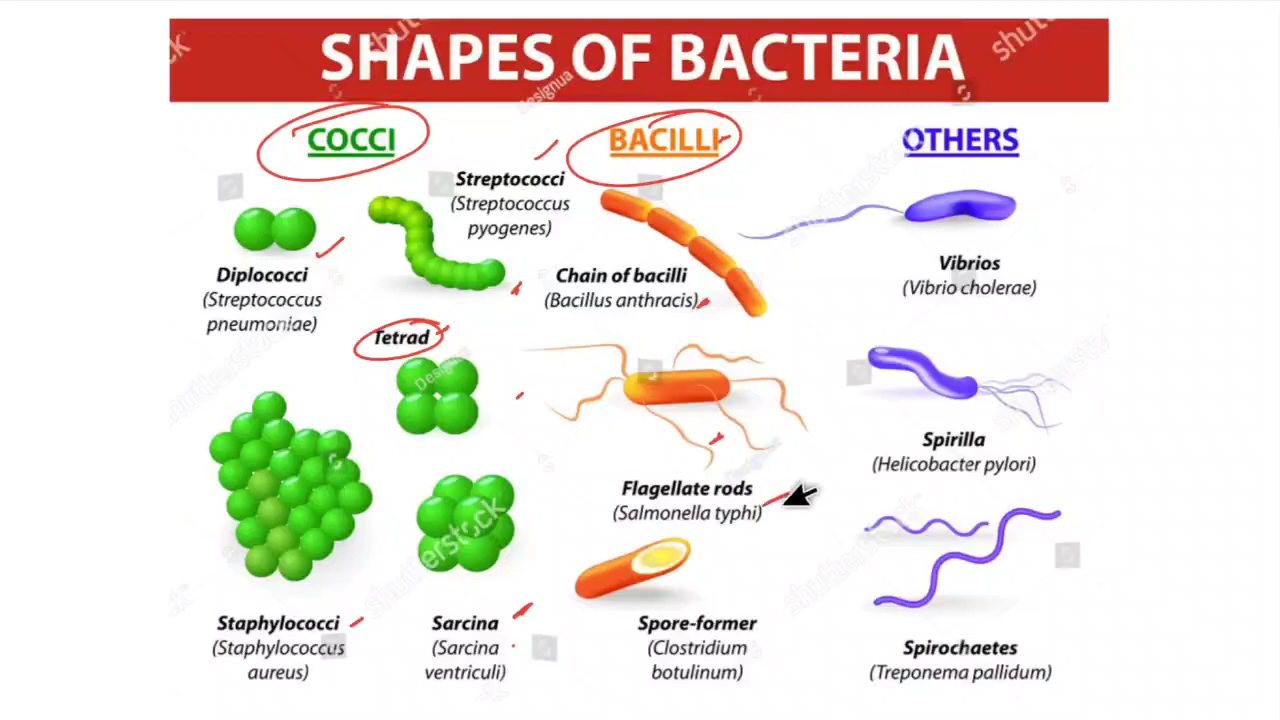 SHAPES OF BACTERIA
COCCI
BACILLI
OTHERS
Streptococci
(Streptococcus
pyogenes)
Diplococci
(Streptococcus
pneumoniae)
Chain of bacilli
(Bacillus anthracis)
Vibrios
(Vibrio cholerae)
Tetrad
Spirilla
(Helicobacter pylori)
Flagellate rods
(Salmonella typhi)
Staphylococci
(Staphylococcus
aureus)
Sarcina
(Sarcina
ventriculi)
Spore-former
(Clostridium
botulinum)
Spirochaetes
(Treponema pallidum)
shutterstock
Designua